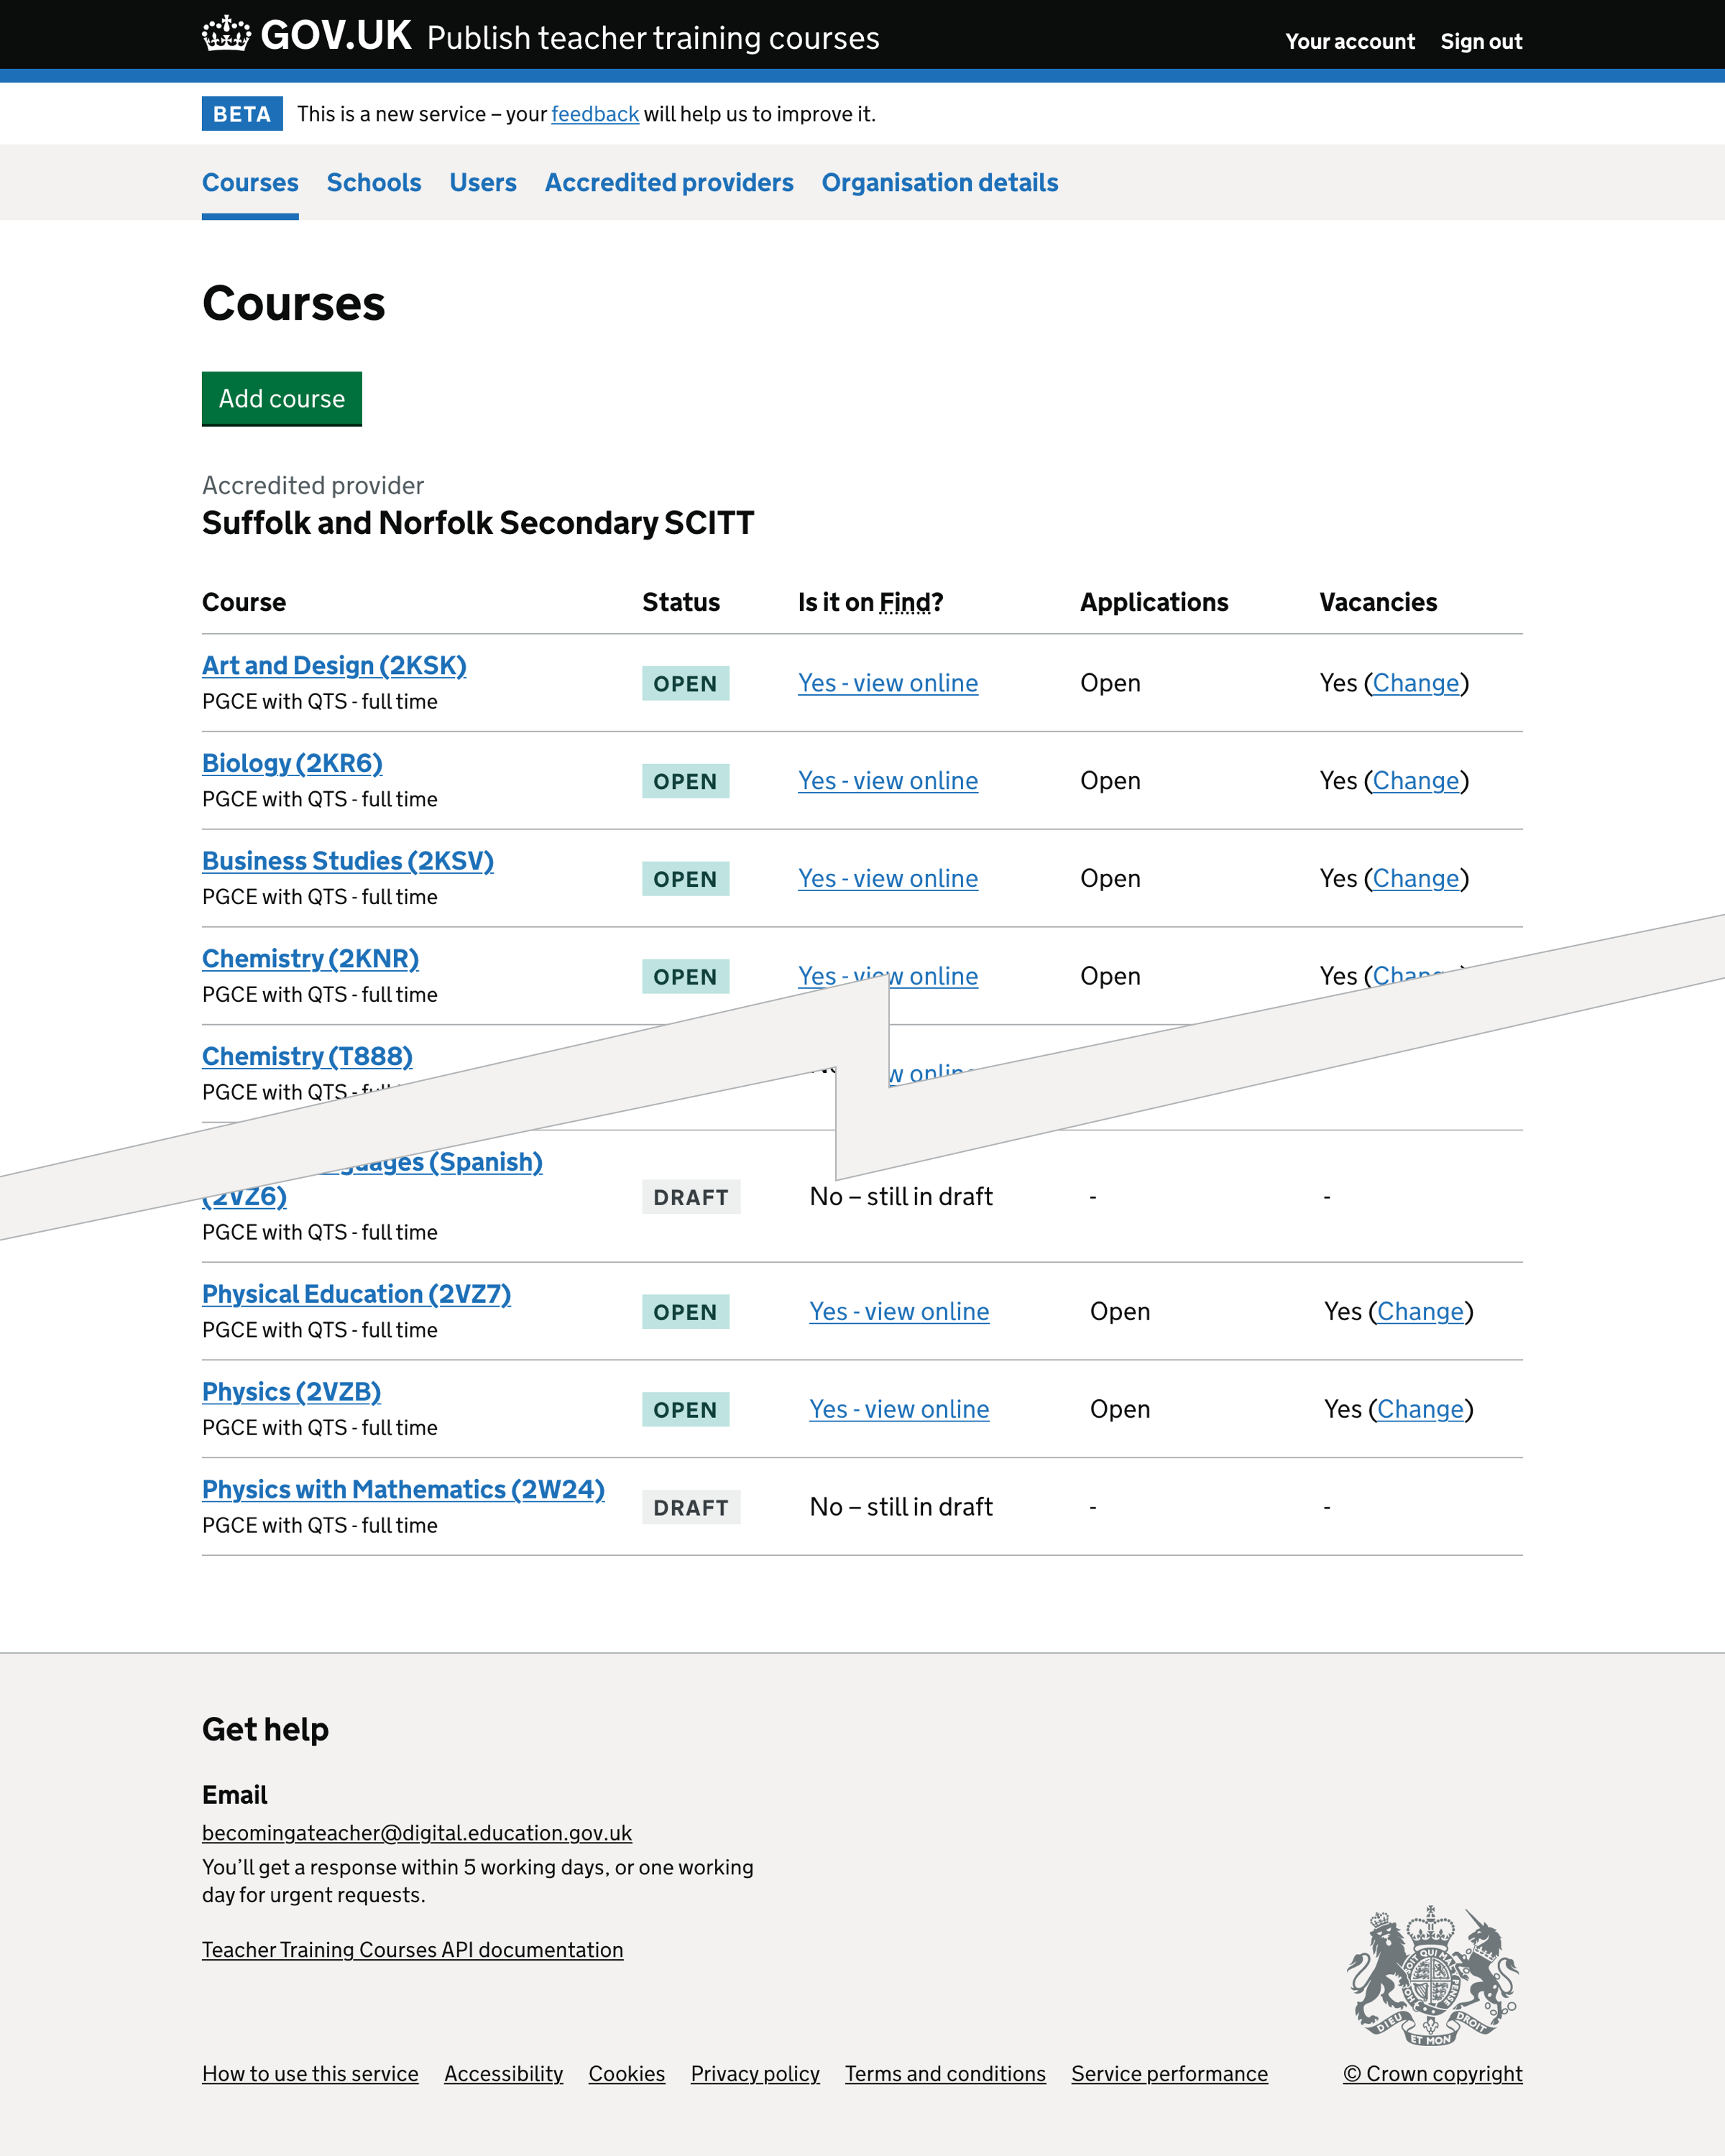 GOV.UK Publish teacher training courses Your account Sign out
BETA This is a new service – your feedback will help us to improve it.
Courses Schools Users Accredited providers Organisation details
Courses
Add course
Accredited provider
Suffolk and Norfolk Secondary SCITT
Course Status Is it on Find? Applications Vacancies
Art and Design (2KSK)
PGCE with QTS - full time
OPEN Yes - view online Open Yes (Change)
Biology (2KR6)
PGCE with QTS - full time
OPEN Yes - view online Open Yes (Change)
Business Studies (2KSV)
PGCE with QTS - full time
OPEN Yes - view online Open Yes (Change)
Chemistry (2KNR)
PGCE with QTS - full time
OPEN Yes - view online Open Yes (Change
Chemistry (T888)
PGCE with QTS - full
online
(Spanish)
(2VZ6)
PGCE with QTS - full time
DRAFT No – still in draft - -
Physical Education (2VZ7)
PGCE with QTS - full time
OPEN Yes - view online Open Yes (Change)
Physics (2VZB)
PGCE with QTS - full time
OPEN Yes - view online Open Yes (Change)
Physics with Mathematics (2W24)
PGCE with QTS - full time
DRAFT No – still in draft - -
Get help
Email
becomingateacher@digital.education.gov.uk
You’ll get a response within 5 working days, or one working
day for urgent requests.
Teacher Training Courses API documentation
DIEU ET MON DROIT
How to use this service Accessibility Cookies Privacy policy Terms and conditions Service performance © Crown copyright